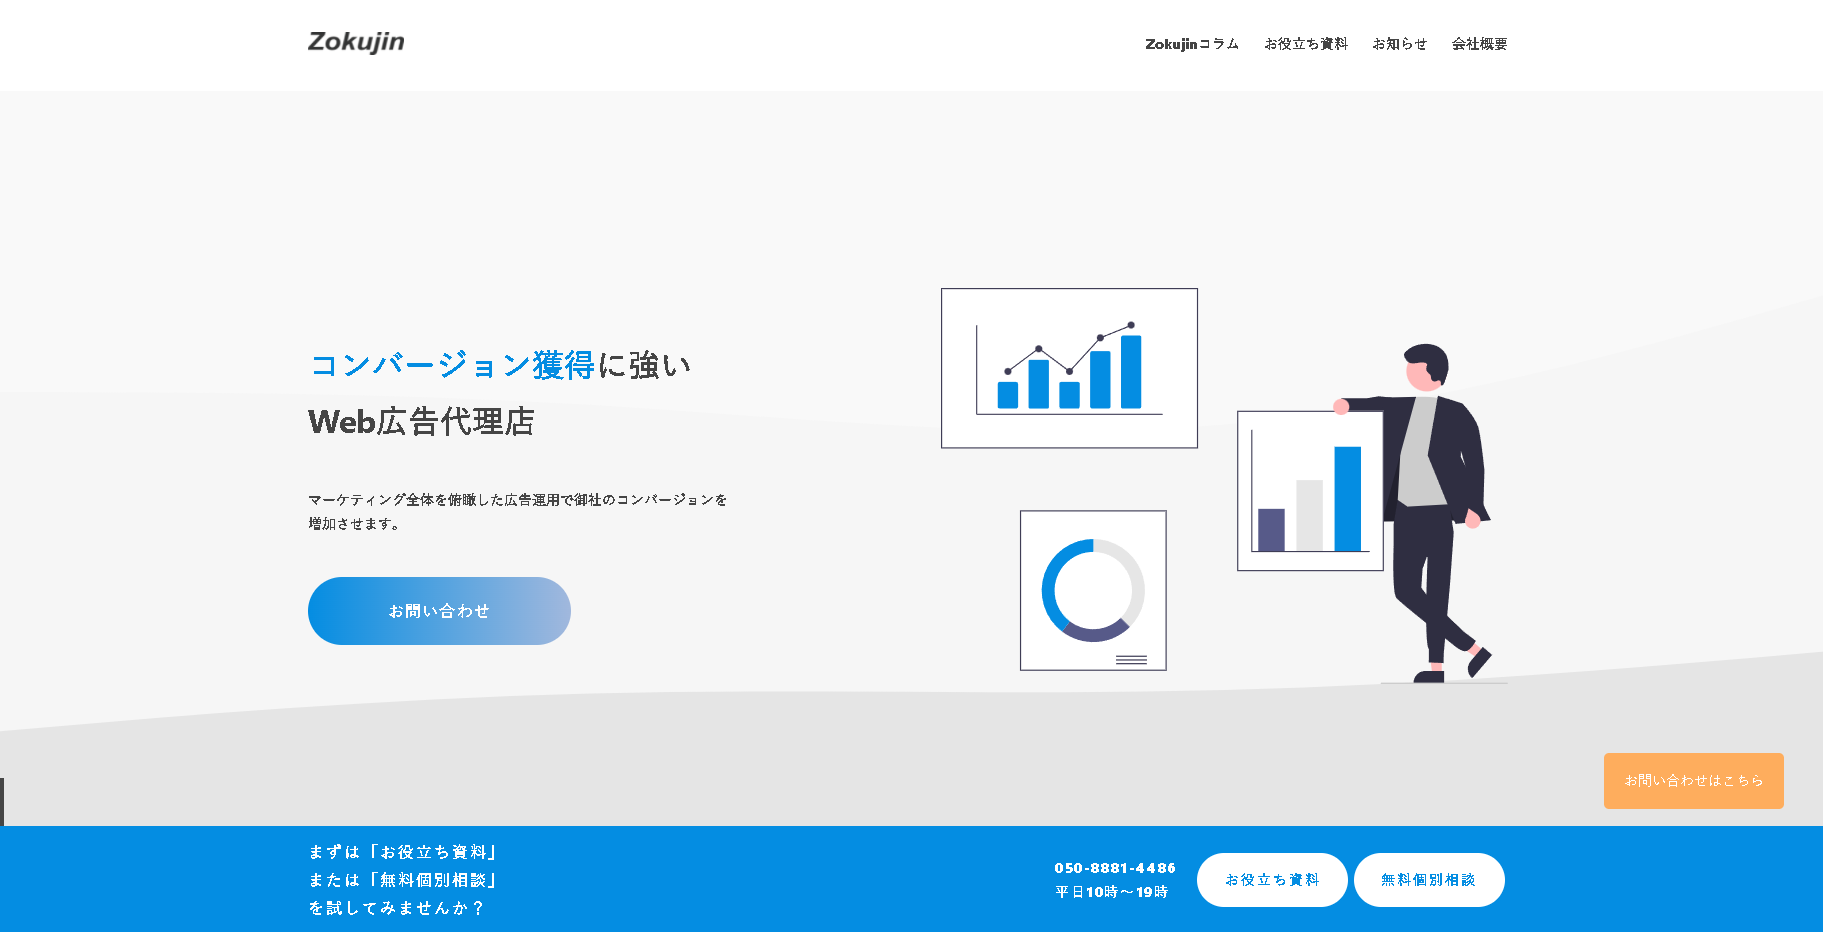 Zokujin
Zokujinコラム お役立ち資料 お知らせ 会社概要
コンバージョン獲得に強い
Web広告代理店
マーケティング全体を俯瞰した広告運用で御社のコンバージョンを
増加させます。
お問い合わせ
お問い合わせはこちら
まずは「お役立ち資料」
または「無料個別相談」
を試してみませんか？
050-8881-4486
平日10時〜19時
お役立ち資料
無料個別相談